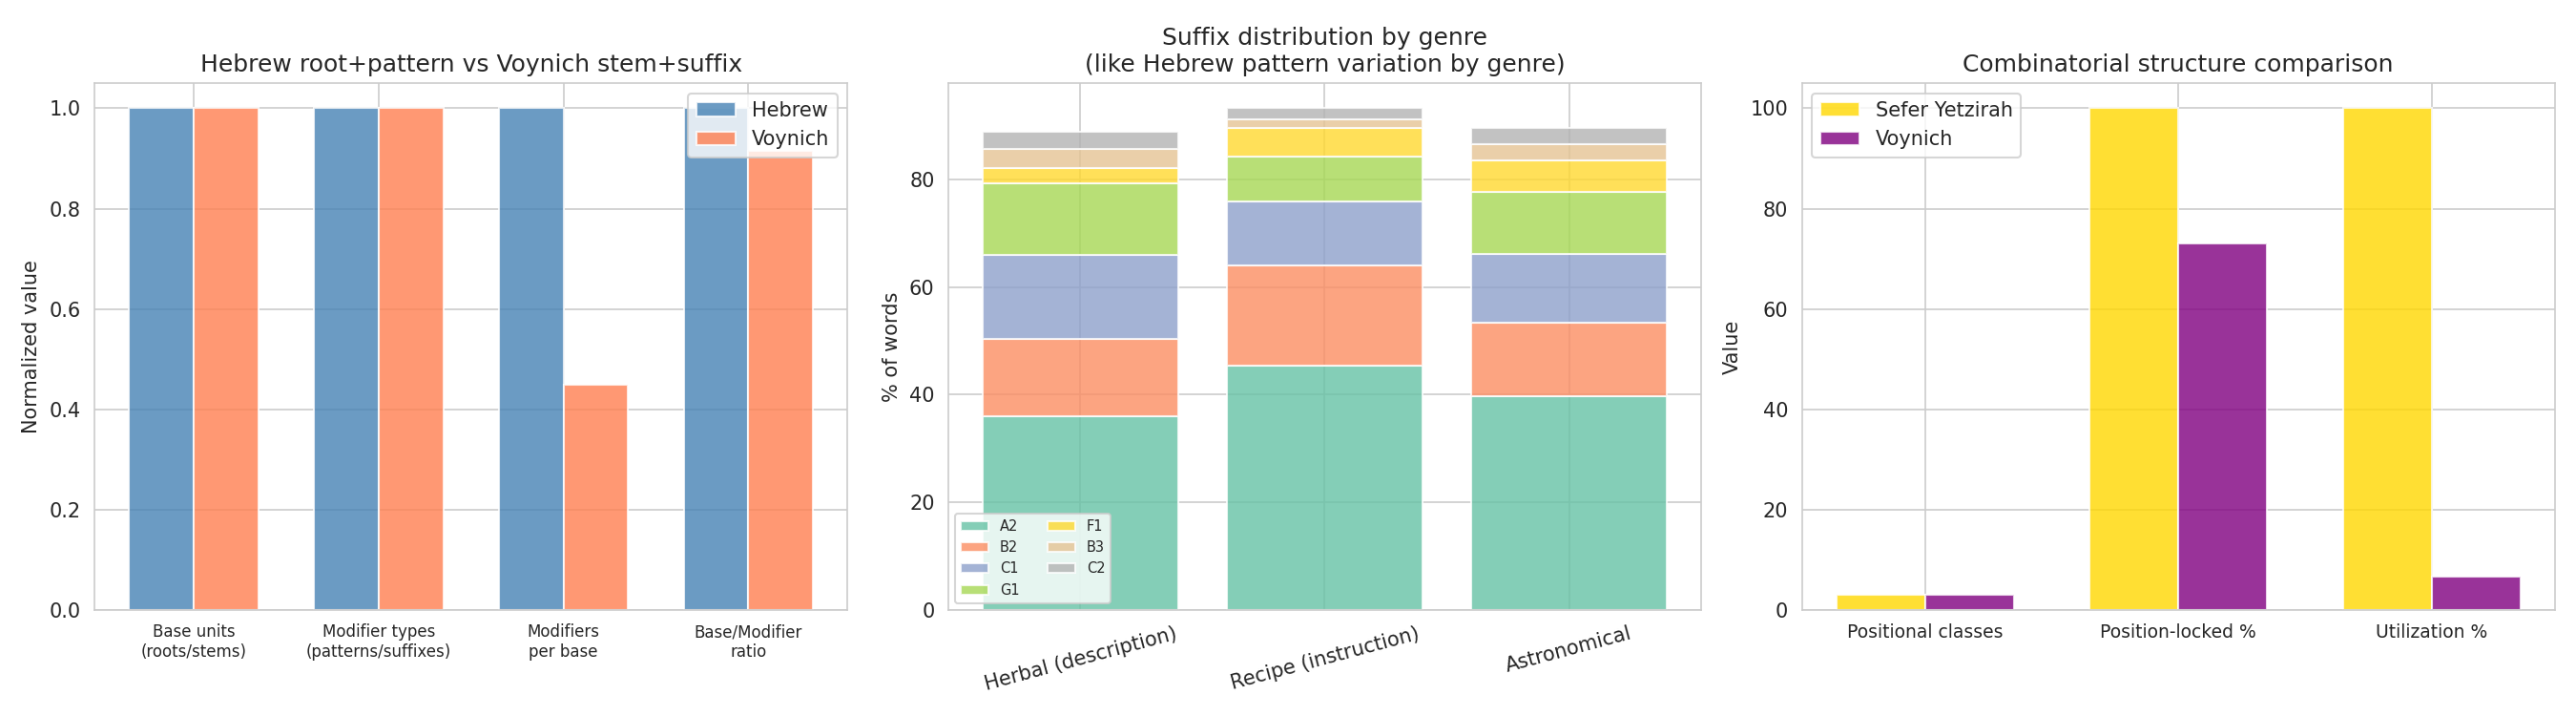 Hebrew root+pattern vs Voynich stem+suffix
Normalized value
1.0
0.8
0.6
0.4
0.2
0.0
Hebrew
Voynich
Base units
(roots/stems)
Modifier types
(patterns/suffixes)
Modifiers
per base
Base/Modifier
ratio
Suffix distribution by genre
(like Hebrew pattern variation by genre)
% of words
80
60
40
20
0
A2
B2
C1
G1
F1
B3
C2
Herbal (description)
Recipe (instruction)
Astronomical
Combinatorial structure comparison
Value
100
80
60
40
20
0
Sefer Yetzirah
Voynich
Positional classes
Position-locked %
Utilization %